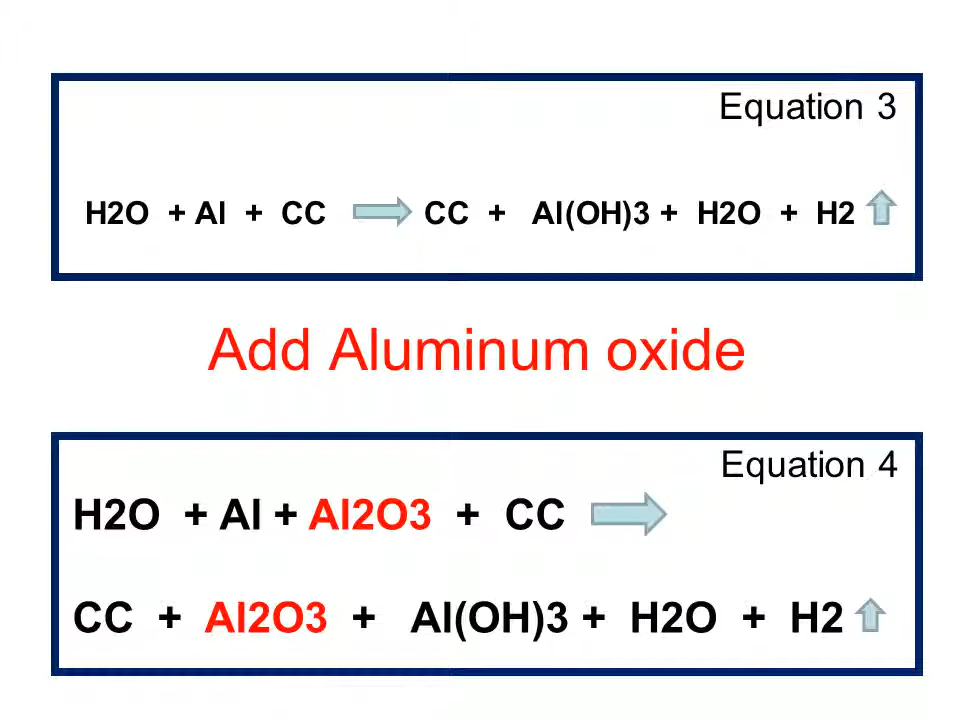 Equation 3
H2O + Al + CC CC + Al(OH)3 + H2O + H2
Add Aluminum oxide
Equation 4
H2O + Al + Al2O3 + CC
CC + Al2O3 + Al(OH)3 + H2O + H2